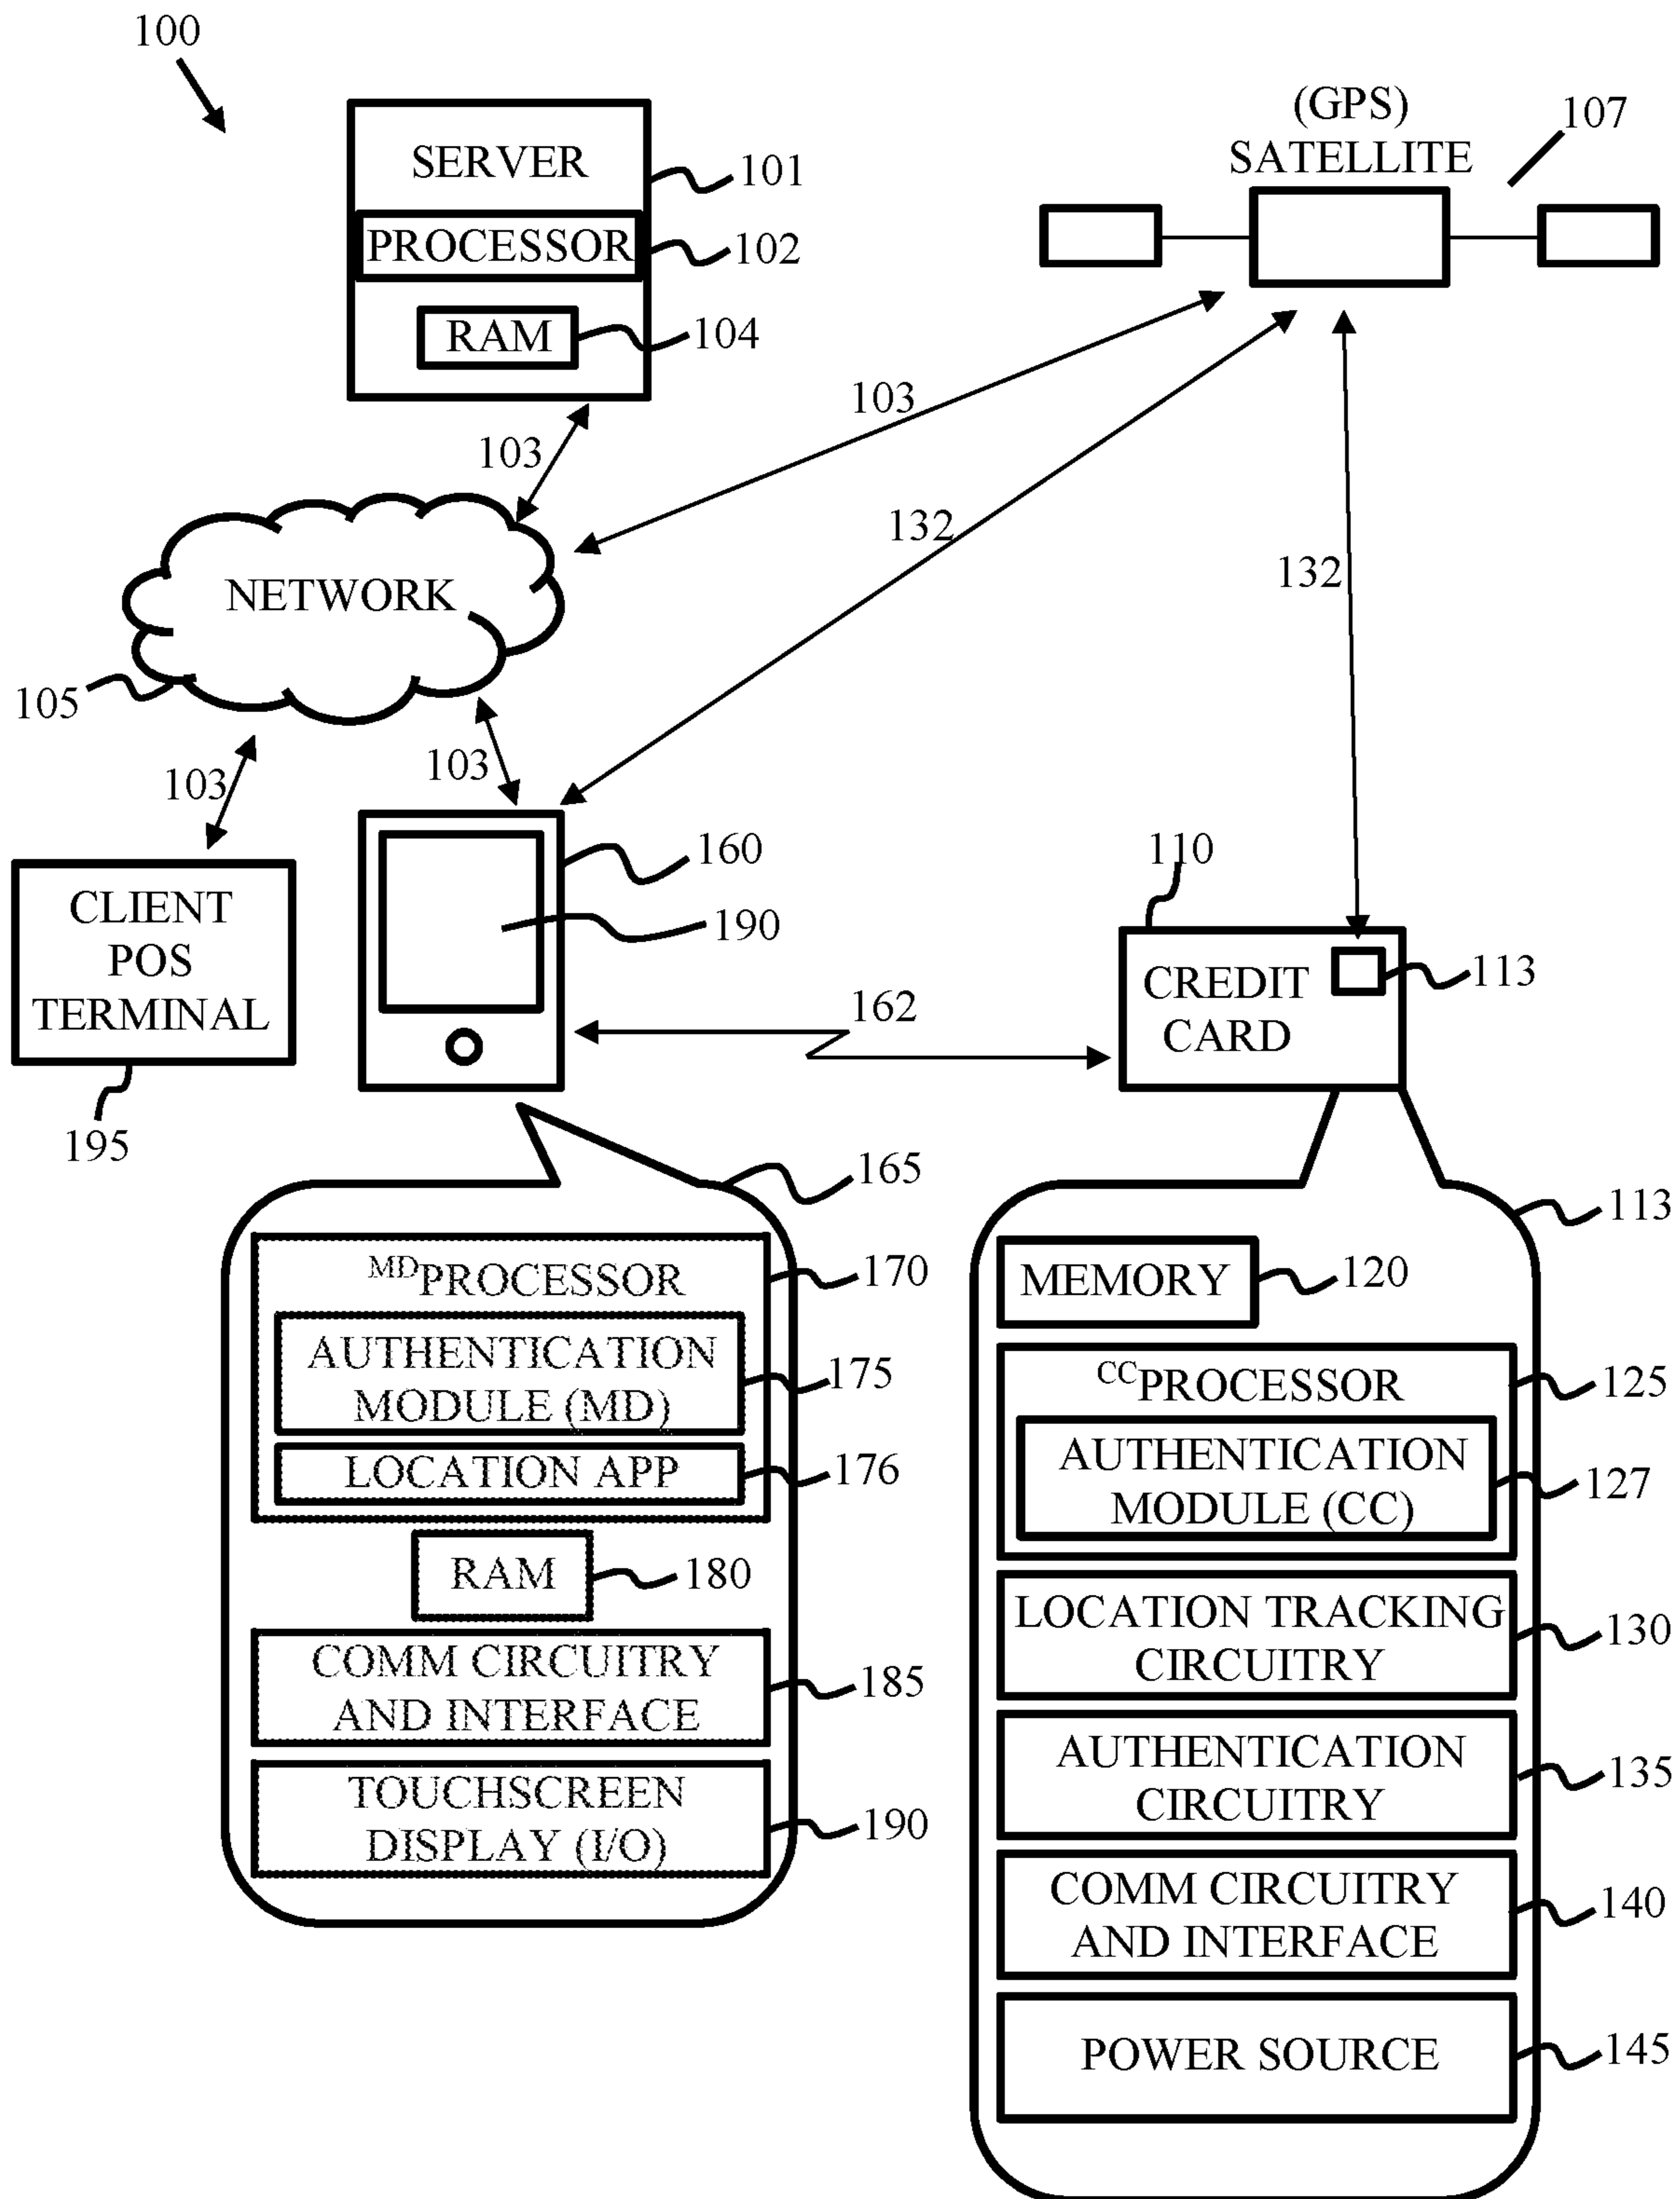 100
SERVER
101
PROCESSOR
102
RAM
104
(GPS)
SATELLITE
107
103
103
132
132
NETWORK
105
103
103
CLIENT
POS
TERMINAL
195
160
190
162
110
CREDIT
CARD
113
165
MDPROCESSOR
170
AUTHENTICATION
MODULE (MD)
175
LOCATION APP
176
RAM
180
COMM CIRCUITRY
AND INTERFACE
185
TOUCHSCREEN
DISPLAY (I/O)
190
113
MEMORY
120
CCPROCESSOR
125
AUTHENTICATION
MODULE (CC)
127
LOCATION TRACKING
CIRCUITRY
130
AUTHENTICATION
CIRCUITRY
135
COMM CIRCUITRY
AND INTERFACE
140
POWER SOURCE
145